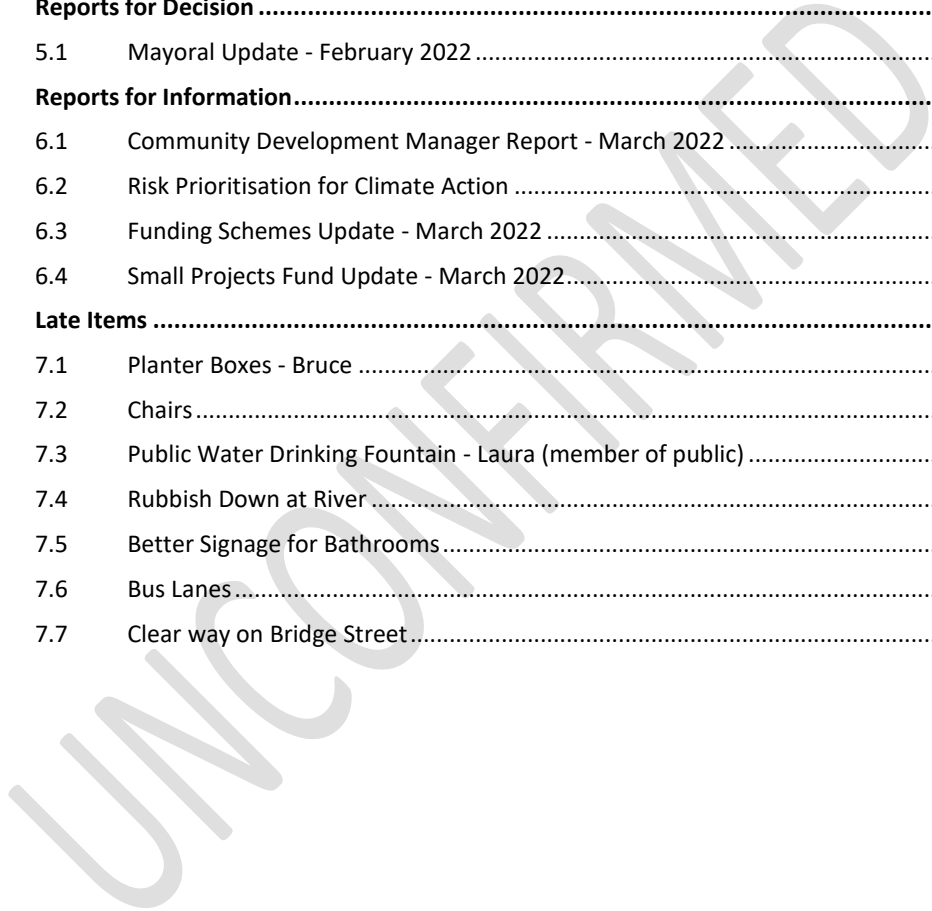 Reports for Decision ..........................................................................................................
5.1 Mayoral Update - February 2022 ......................................................................
Reports for Information ....................................................................................................
6.1 Community Development Manager Report - March 2022 ...............................
6.2 Risk Prioritisation for Climate Action ................................................................
6.3 Funding Schemes Update - March 2022 ...........................................................
6.4 Small Projects Fund Update - March 2022 ........................................................
Late Items ........................................................................................................................
7.1 Planter Boxes - Bruce ........................................................................................
7.2 Chairs .................................................................................................................
7.3 Public Water Drinking Fountain - Laura (member of public) ............................
7.4 Rubbish Down at River ......................................................................................
7.5 Better Signage for Bathrooms ...........................................................................
7.6 Bus Lanes ...........................................................................................................
7.7 Clear way on Bridge Street ................................................................................
UNCONFIRMED